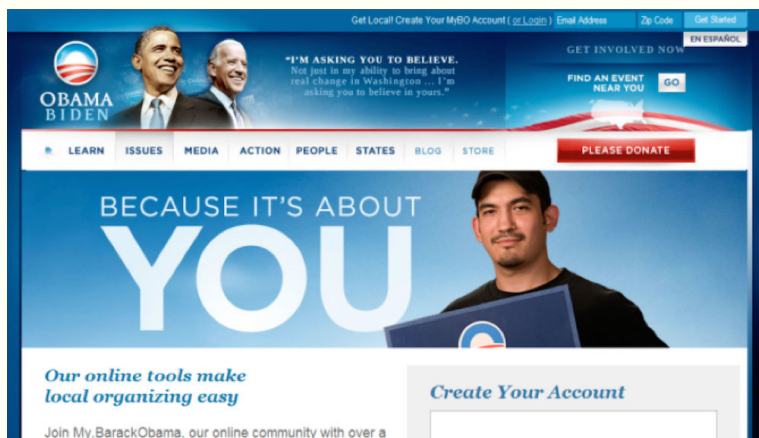 Get Local! Create Your MyBO Account ( or Login ) Email Address Zip Code Get Started
EN ESPAÑOL
OBAMA
BIDEN
"I'M ASKING YOU TO BELIEVE.
Not just in my ability to bring about
real change in Washington ... I'm
asking you to believe in yours."
GET INVOLVED NOW
FIND AN EVENT
NEAR YOU GO
LEARN ISSUES MEDIA ACTION PEOPLE STATES BLOG STORE PLEASE DONATE
BECAUSE IT'S ABOUT
YOU
Our online tools make
local organizing easy
Join My.BarackObama, our online community with over a
Create Your Account